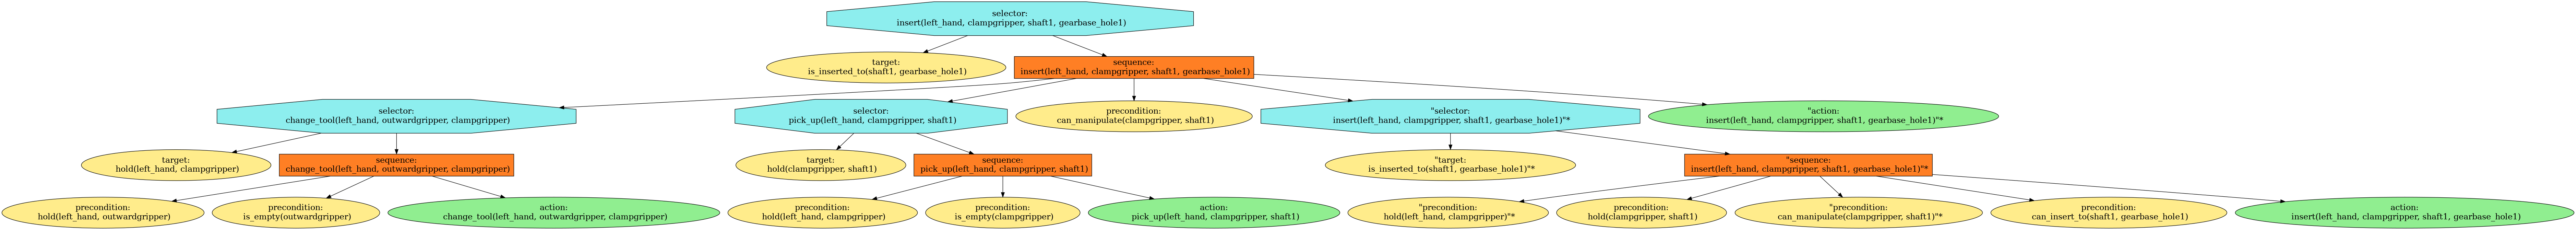 selector:
insert(left_hand, clampgripper, shaft1, gearbase_hole1)
target:
is_inserted_to(shaft1, gearbase_hole1)
sequence:
insert(left_hand, clampgripper, shaft1, gearbase_hole1)
selector:
change_tool(left_hand, outwardgripper, clampgripper)
selector:
pick_up(left_hand, clampgripper, shaft1)
precondition:
can_manipulate(clampgripper, shaft1)
"selector:
insert(left_hand, clampgripper, shaft1, gearbase_hole1)"*
"action:
insert(left_hand, clampgripper, shaft1, gearbase_hole1)"*
target:
hold(left_hand, clampgripper)
sequence:
change_tool(left_hand, outwardgripper, clampgripper)
target:
hold(clampgripper, shaft1)
sequence:
pick_up(left_hand, clampgripper, shaft1)
"target:
is_inserted_to(shaft1, gearbase_hole1)"*
"sequence:
insert(left_hand, clampgripper, shaft1, gearbase_hole1)"*
precondition:
hold(left_hand, outwardgripper)
precondition:
is_empty(outwardgripper)
action:
change_tool(left_hand, outwardgripper, clampgripper)
precondition:
hold(left_hand, clampgripper)
precondition:
is_empty(clampgripper)
action:
pick_up(left_hand, clampgripper, shaft1)
"precondition:
hold(left_hand, clampgripper)"*
precondition:
hold(clampgripper, shaft1)
"precondition:
can_manipulate(clampgripper, shaft1)"*
precondition:
can_insert_to(shaft1, gearbase_hole1)
action:
insert(left_hand, clampgripper, shaft1, gearbase_hole1)